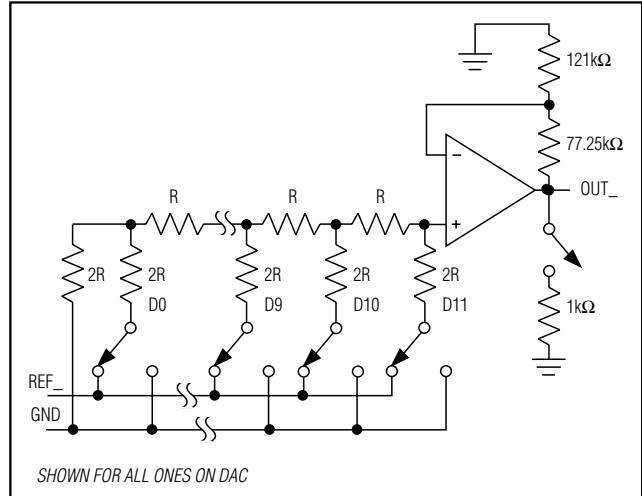 121kΩ
77.25kΩ
−
OUT_
+
R R R
2R 2R 2R 2R 2R
D0 D9 D10 D11
1kΩ
REF_
GND
SHOWN FOR ALL ONES ON DAC